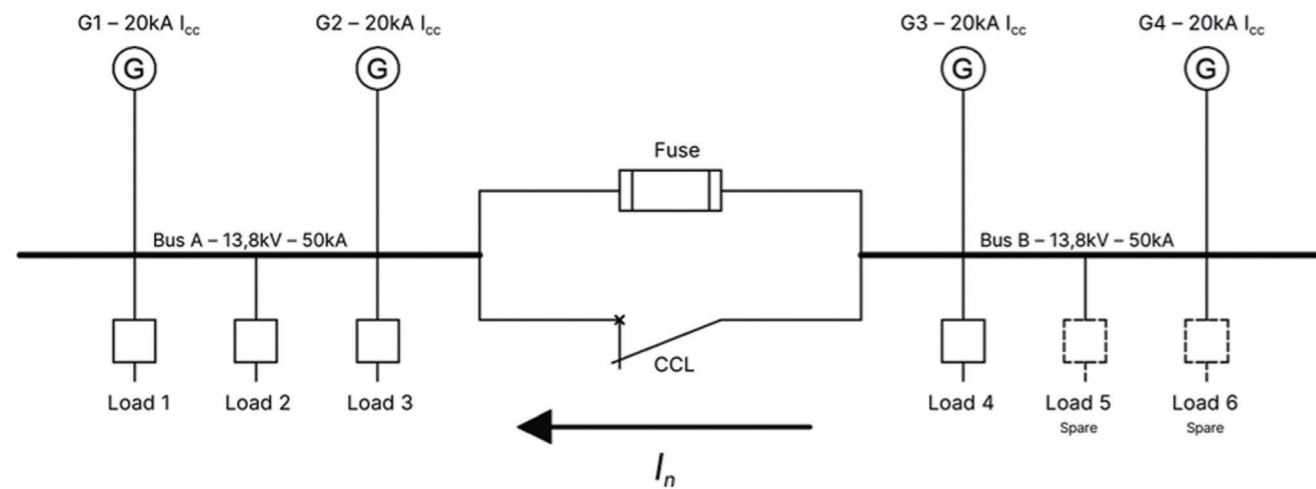 G1 – 20kA Icc
G2 – 20kA Icc
G3 – 20kA Icc
G4 – 20kA Icc
G
G
G
G
Fuse
Bus A – 13,8kV – 50kA
Bus B – 13,8kV – 50kA
CCL
Load 1
Load 2
Load 3
Load 4
Load 5
Spare
Load 6
Spare
In